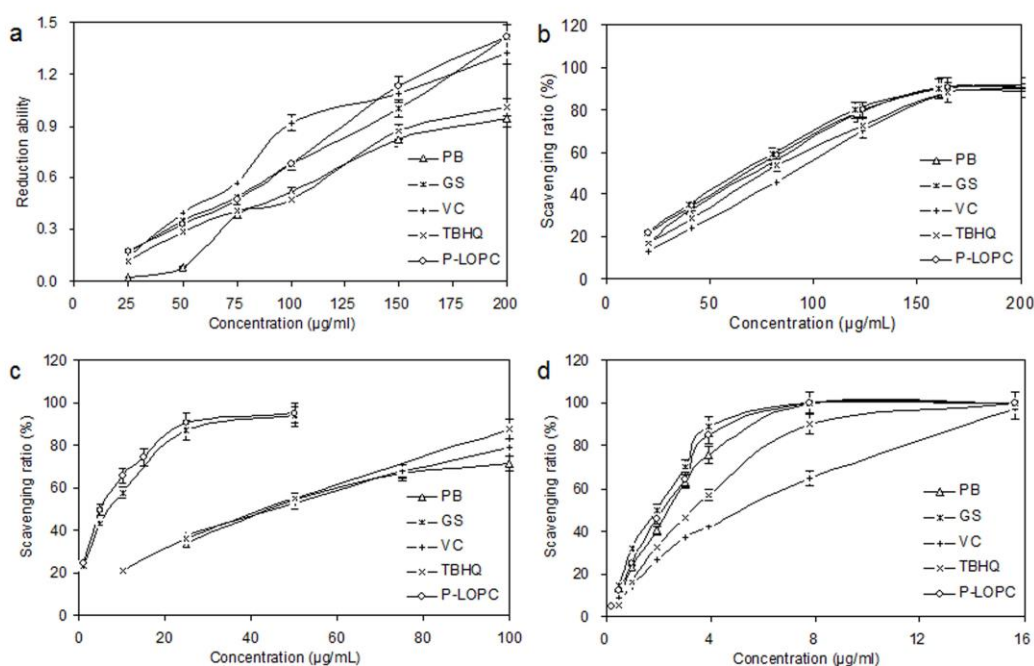 a
1.5
1.2
0.9
0.6
0.3
0.0
Reduction ability
0 25 50 75 100 125 150 175 200
Concentration (µg/ml)
PB
GS
VC
TBHQ
P-LOPC
b
120
100
80
60
40
20
0
Scavenging ratio (%)
0 50 100 150 200
Concentration (µg/mL)
PB
GS
VC
TBHQ
P-LOPC
c
120
100
80
60
40
20
0
Scavenging ratio (%)
0 20 40 60 80 100
Concentration (µg/mL)
PB
GS
VC
TBHQ
P-LOPC
d
120
100
80
60
40
20
0
Scavenging ratio (%)
0 4 8 12 16
Concentration (µg/ml)
PB
GS
VC
TBHQ
P-LOPC